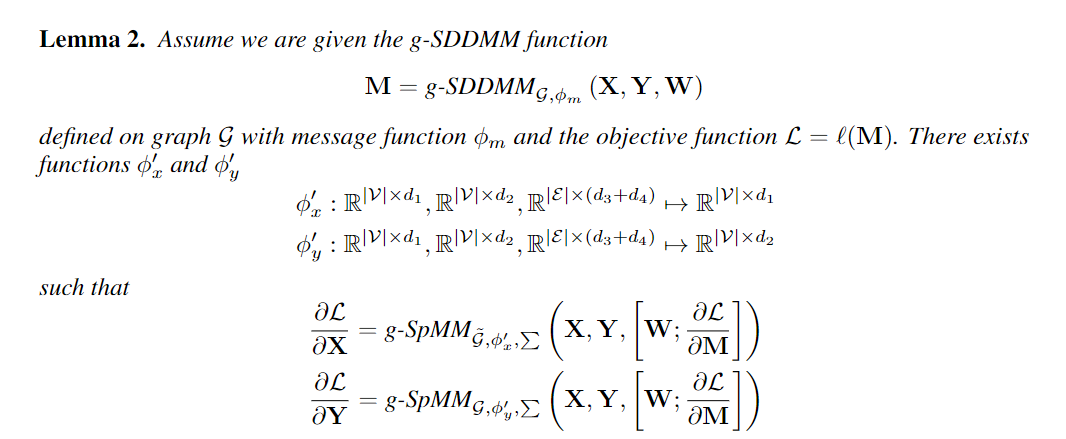 Lemma 2. Assume we are given the g-SDDMM function
M = g-SDDMM_{𝒢,ϕ_m} (X, Y, W)
defined on graph 𝒢 with message function ϕ_m and the objective function ℒ = ℓ(M). There exists
functions ϕ′_x and ϕ′_y
ϕ′_x : ℝ^{|𝒱|×d_1}, ℝ^{|𝒱|×d_2}, ℝ^{|ℰ|×(d_3+d_4)} ↦ ℝ^{|𝒱|×d_1}
ϕ′_y : ℝ^{|𝒱|×d_1}, ℝ^{|𝒱|×d_2}, ℝ^{|ℰ|×(d_3+d_4)} ↦ ℝ^{|𝒱|×d_2}
such that
∂ℒ/∂X = g-SpMM_{𝒢̃,ϕ′_x,∑} (X, Y, [W; ∂ℒ/∂M])
∂ℒ/∂Y = g-SpMM_{𝒢,ϕ′_y,∑} (X, Y, [W; ∂ℒ/∂M])